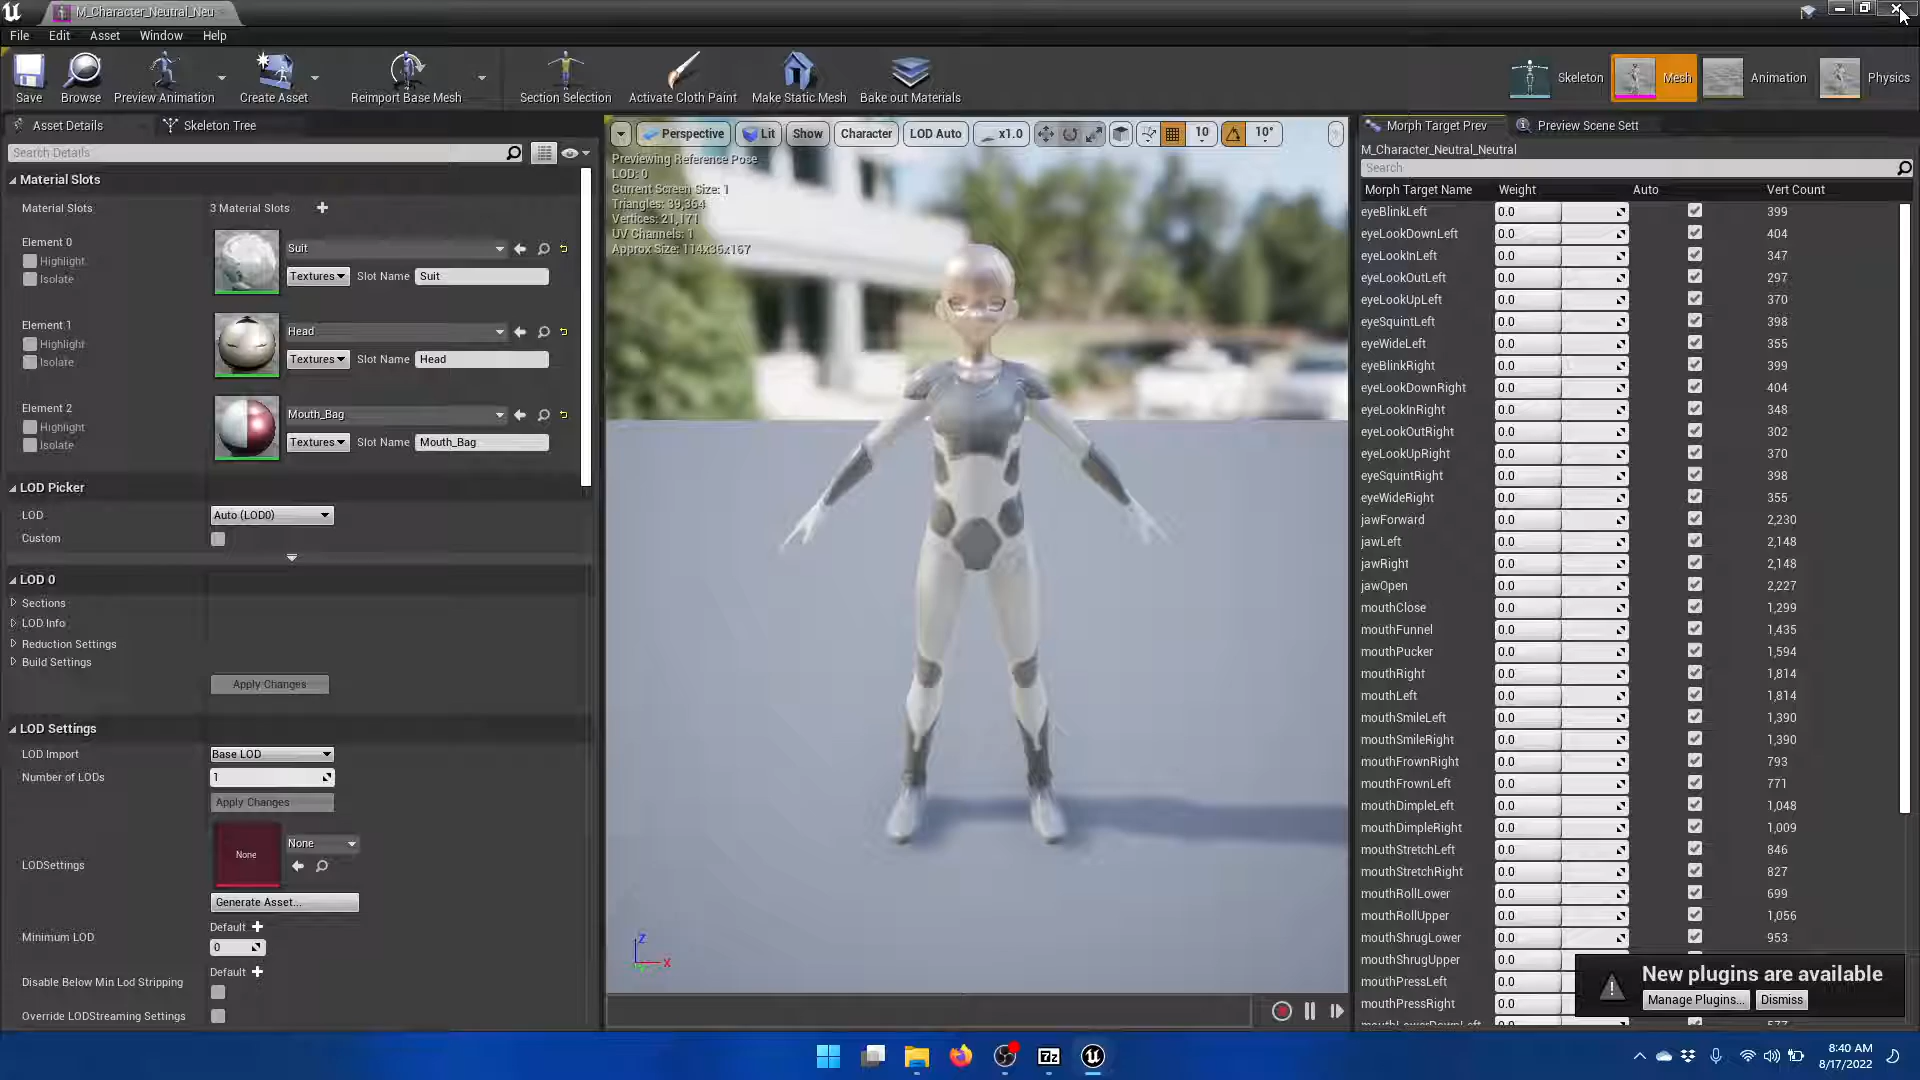 M_Character_Neutral_Neu
File Edit Asset Window Help
Save Browse Preview Animation Create Asset Reimport Base Mesh Section Selection Activate Cloth Paint Make Static Mesh Bake out Materials Skeleton Mesh Animation Physics
Asset Details Skeleton Tree
Search Details
Material Slots
Material Slots 3 Material Slots
Element 0
Highlight
Isolate
Suit
Textures Slot Name Suit
Element 1
Highlight
Isolate
Head
Textures Slot Name Head
Element 2
Highlight
Isolate
Mouth_Bag
Textures Slot Name Mouth_Bag
LOD Picker
LOD Auto (LOD0)
Custom
LOD 0
Sections
LOD Info
Reduction Settings
Build Settings
Apply Changes
LOD Settings
LOD Import Base LOD
Number of LODs 1
Apply Changes
LODSettings None None
Generate Asset...
Minimum LOD Default
0
Disable Below Min Lod Stripping Default
Override LODStreaming Settings
Perspective Lit Show Character LOD Auto x1.0 10 10°
Previewing Reference Pose
LOD: 0
Current Screen Size: 1
Triangles: 39,364
Vertices: 21,171
UV Channels: 1
Approx Size: 114x36x167
Z
X
Morph Target Prev Preview Scene Sett
M_Character_Neutral_Neutral
Search
Morph Target Name Weight Auto Vert Count
eyeBlinkLeft 0.0 399
eyeLookDownLeft 0.0 404
eyeLookInLeft 0.0 347
eyeLookOutLeft 0.0 297
eyeLookUpLeft 0.0 370
eyeSquintLeft 0.0 398
eyeWideLeft 0.0 355
eyeBlinkRight 0.0 399
eyeLookDownRight 0.0 404
eyeLookInRight 0.0 348
eyeLookOutRight 0.0 302
eyeLookUpRight 0.0 370
eyeSquintRight 0.0 398
eyeWideRight 0.0 355
jawForward 0.0 2,230
jawLeft 0.0 2,148
jawRight 0.0 2,148
jawOpen 0.0 2,227
mouthClose 0.0 1,299
mouthFunnel 0.0 1,435
mouthPucker 0.0 1,594
mouthRight 0.0 1,814
mouthLeft 0.0 1,814
mouthSmileLeft 0.0 1,390
mouthSmileRight 0.0 1,390
mouthFrownRight 0.0 793
mouthFrownLeft 0.0 771
mouthDimpleLeft 0.0 1,048
mouthDimpleRight 0.0 1,009
mouthStretchLeft 0.0 846
mouthStretchRight 0.0 827
mouthRollLower 0.0 699
mouthRollUpper 0.0 1,056
mouthShrugLower 0.0 953
mouthShrugUpper 0.0
mouthPressLeft 0.0
mouthPressRight 0.0
mouthLowerDownLeft 0.0 577
New plugins are available
Manage Plugins... Dismiss
7z
8:40 AM
8/17/2022